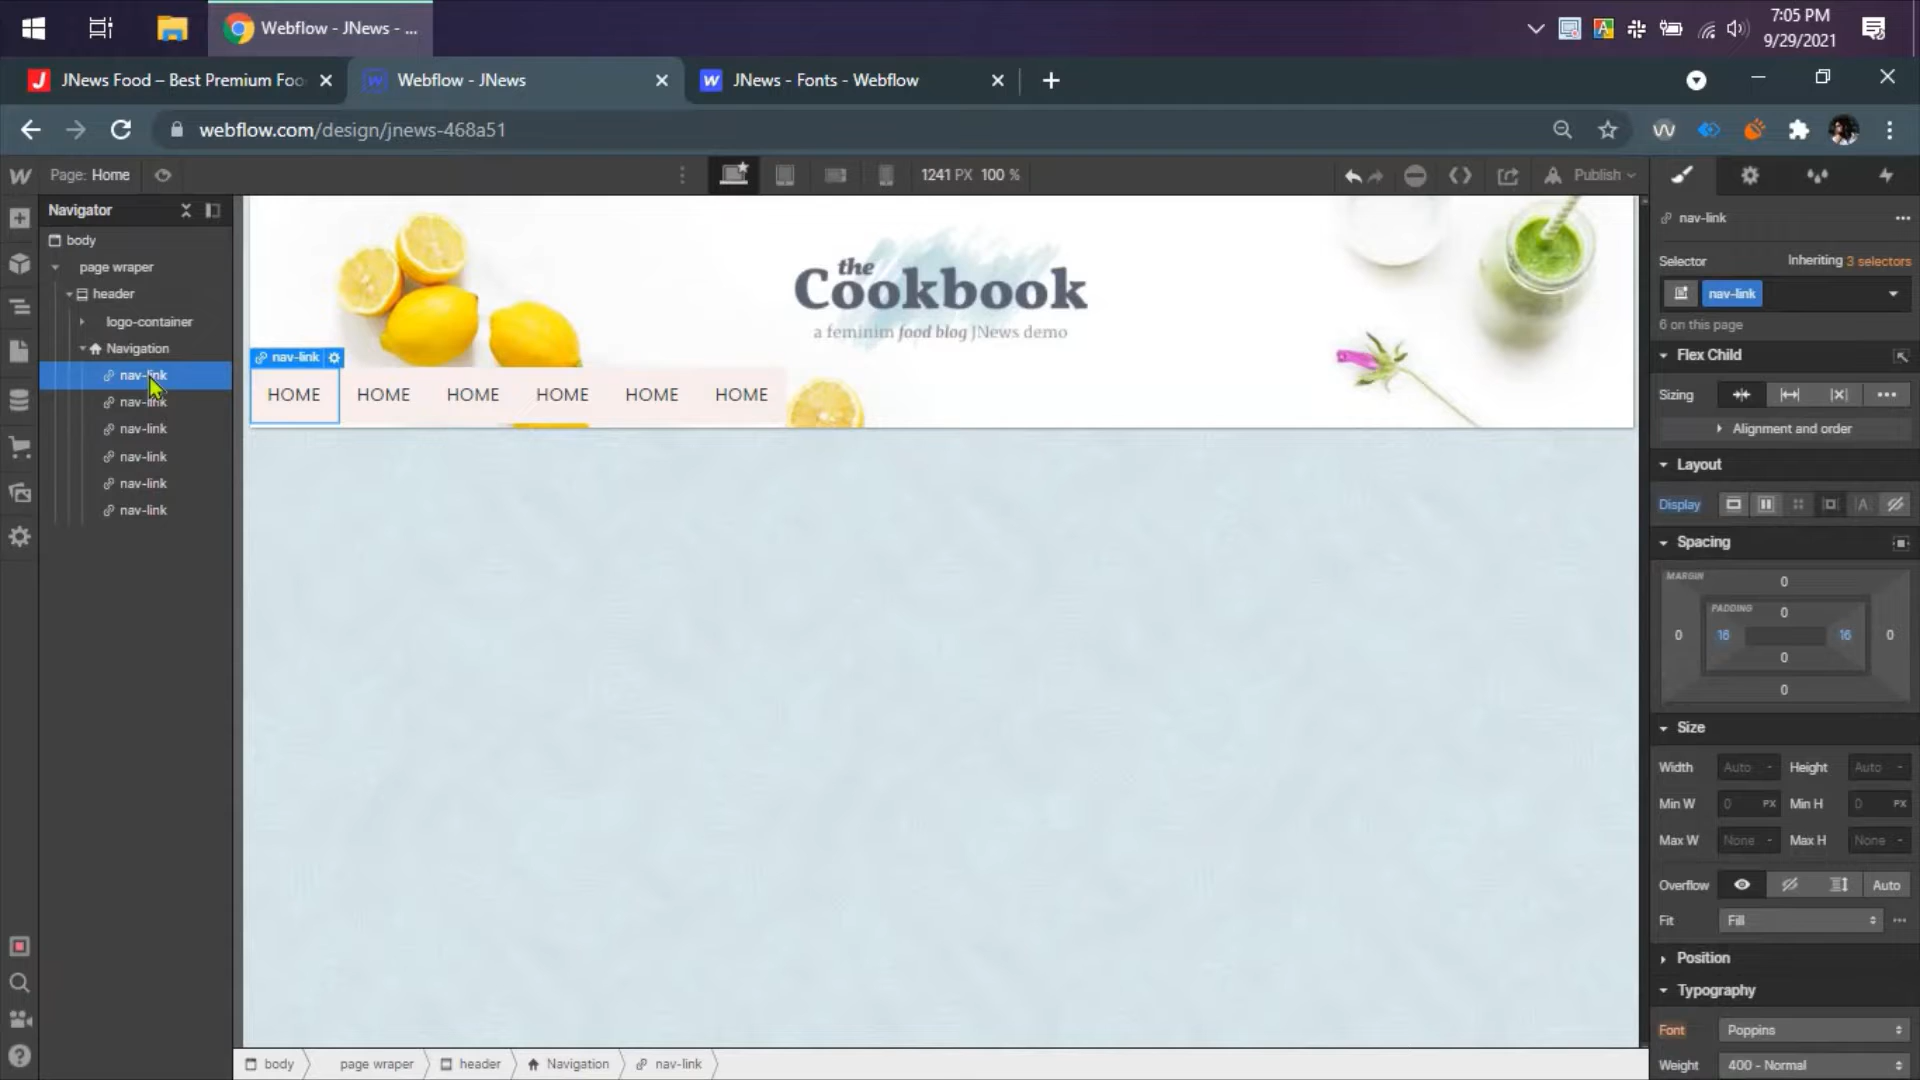 Webflow - JNews - ...
7:05 PM
9/29/2021
JNews Food – Best Premium Foo
Webflow - JNews
JNews - Fonts - Webflow
webflow.com/design/jnews-468a51
Page: Home
1241 PX 100 %
Publish
Navigator
body
page wraper
header
logo-container
Navigation
nav-link
nav-link
nav-link
nav-link
nav-link
nav-link
the
Cookbook
a feminim food blog JNews demo
nav-link
HOME HOME HOME HOME HOME HOME
nav-link
Selector Inheriting 3 selectors
nav-link
6 on this page
Flex Child
Sizing
Alignment and order
Layout
Display
Spacing
MARGIN
0
PADDING
0
0 16 16 0
0
0
Size
Width Auto - Height Auto -
Min W 0 PX Min H 0 PX
Max W None - Max H None -
Overflow Auto
Fit Fill
Position
Typography
Font Poppins
Weight 400 - Normal
body page wraper header Navigation nav-link